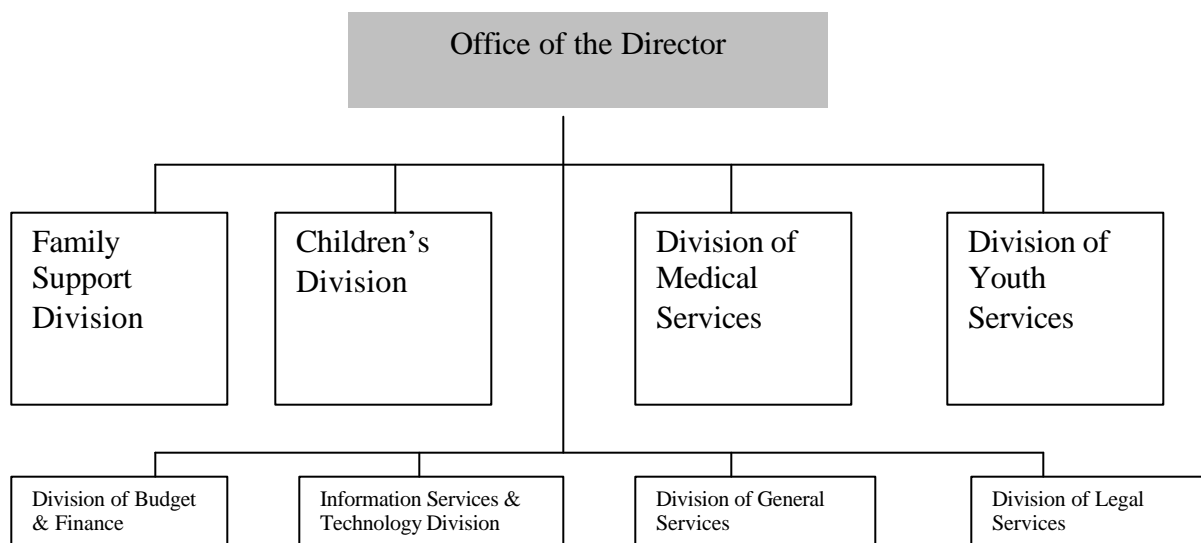 Office of the Director
Family
Support
Division
Children’s
Division
Division of
Medical
Services
Division of
Youth
Services
Division of Budget
& Finance
Information Services &
Technology Division
Division of General
Services
Division of Legal
Services